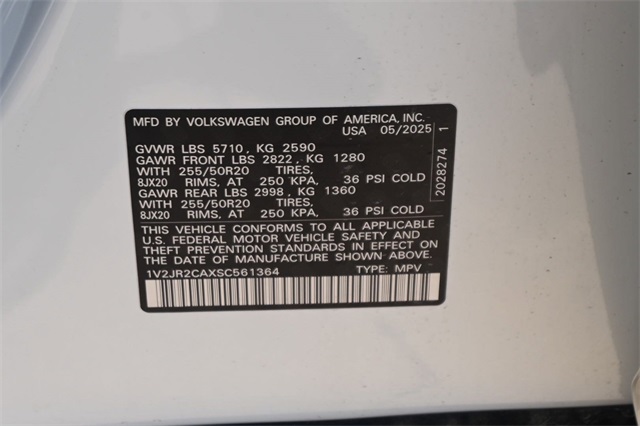 MFD BY VOLKSWAGEN GROUP OF AMERICA, INC.
USA 05/2025
GVWR LBS 5710, KG 2590
GAWR FRONT LBS 2822, KG 1280
WITH 255/50R20 TIRES,
8JX20 RIMS, AT 250 KPA, 36 PSI COLD
GAWR REAR LBS 2998, KG 1360
WITH 255/50R20 TIRES,
8JX20 RIMS, AT 250 KPA, 36 PSI COLD
THIS VEHICLE CONFORMS TO ALL APPLICABLE
U.S. FEDERAL MOTOR VEHICLE SAFETY AND
THEFT PREVENTION STANDARDS IN EFFECT ON
THE DATE OF MANUFACTURE SHOWN ABOVE.
1V2JR2CAXSC561364 TYPE: MPV
2028274 1